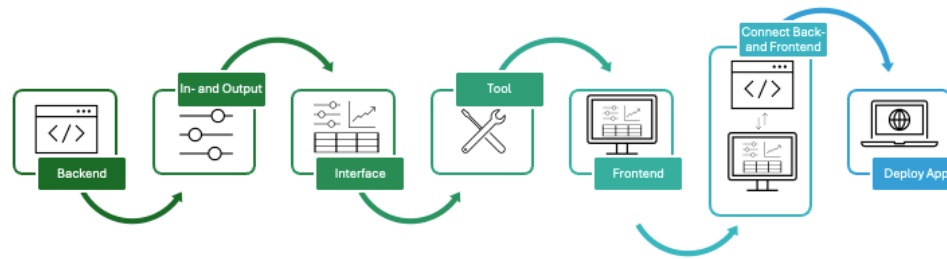 Backend
In- and Output
Interface
Tool
Frontend
Connect Back-
and Frontend
Deploy App